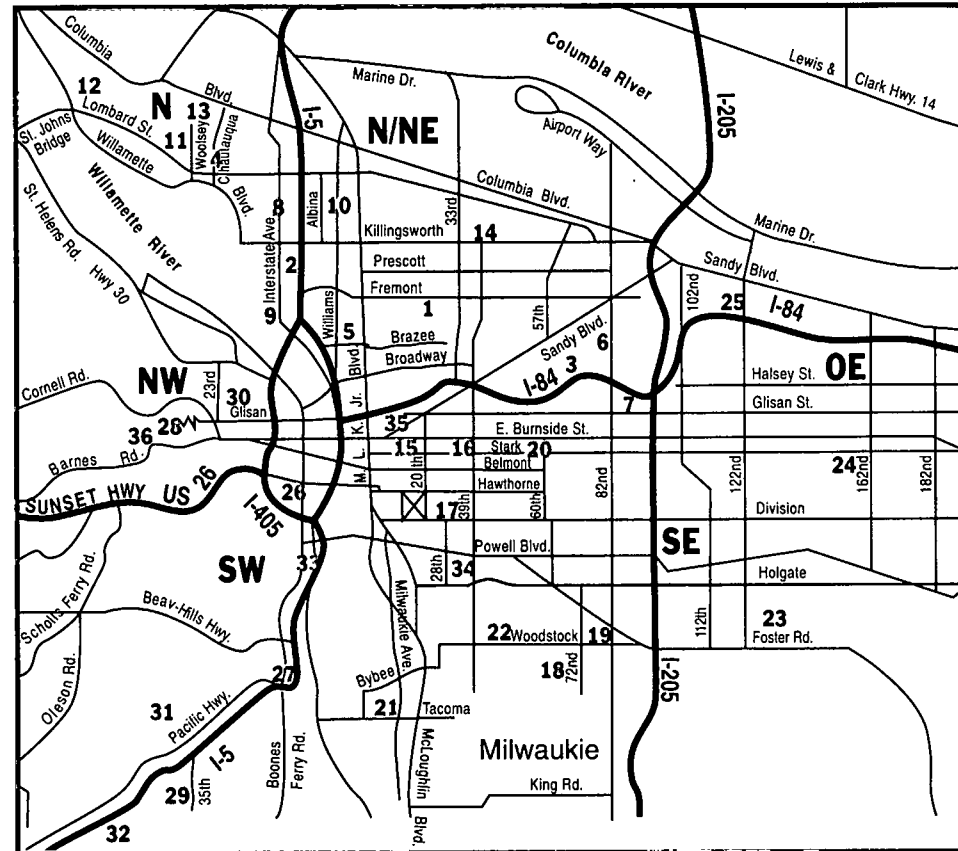 Columbia
Blvd.
Marine Dr.
Columbia River
Lewis &
Clark Hwy. 14
12
N
13
Lombard St.
11
Woolsey
Chautauqua
4
I-5
N/NE
Airport Way
I-205
St. Johns
Bridge
Willamette
Blvd.
Willamette River
St. Helens Rd. Hwy 30
8
Interstate Ave.
Albina
10
33rd
Columbia Blvd.
Killingsworth
14
Marine Dr.
2
Prescott
Sandy Blvd.
Fremont
1
102nd
25
I-84
9
Williams
5
Brazee
57th
Sandy Blvd.
6
Broadway
Blvd.
3
I-84
OE
NW
23rd
Cornell Rd.
30
Glisan
28
36
Jr.
K.
L.
M.
35
7
Halsey St.
Glisan St.
E. Burnside St.
15
16
Stark
20
Belmont
20th
Hawthorne
39th
60th
82nd
122nd
24
162nd
182nd
Barnes Rd.
SUNSET HWY US 26
26
I-405
17
Division
SW
33
Powell Blvd.
SE
28th
34
Holgate
Scholls Ferry Rd.
Beav-Hills Hwy.
Milwaukie Ave.
22
Woodstock
19
112th
23
Foster Rd.
Oleson Rd.
27
Bybee
18
72nd
I-205
31
Pacific Hwy.
21
Tacoma
I-5
Boones
Ferry Rd.
McLoughlin
Blvd.
Milwaukie
29
35th
King Rd.
32